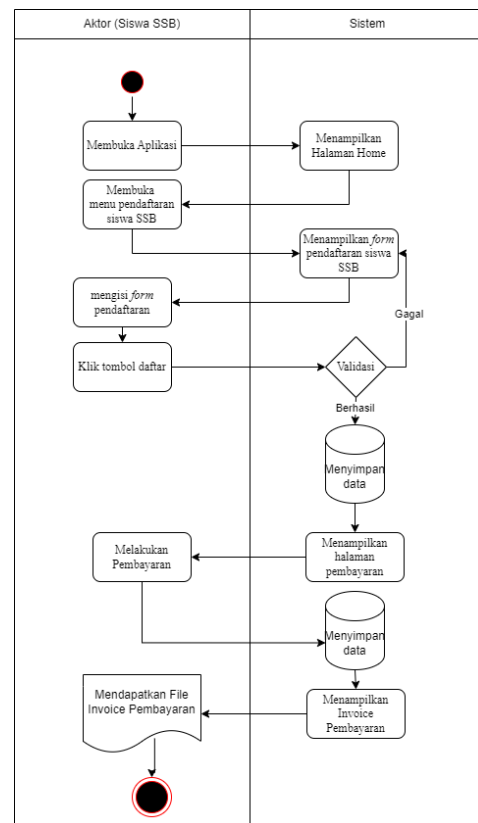 Aktor (Siswa SSB)
Sistem
Membuka Aplikasi
Menampilkan
Halaman Home
Membuka
menu pendaftaran
siswa SSB
Menampilkan form
pendaftaran siswa
SSB
mengisi form
pendaftaran
Gagal
Klik tombol daftar
Validasi
Berhasil
Menyimpan
data
Melakukan
Pembayaran
Menampilkan
halaman
pembayaran
Menyimpan
data
Mendapatkan File
Invoice Pembayaran
Menampilkan
Invoice
Pembayaran